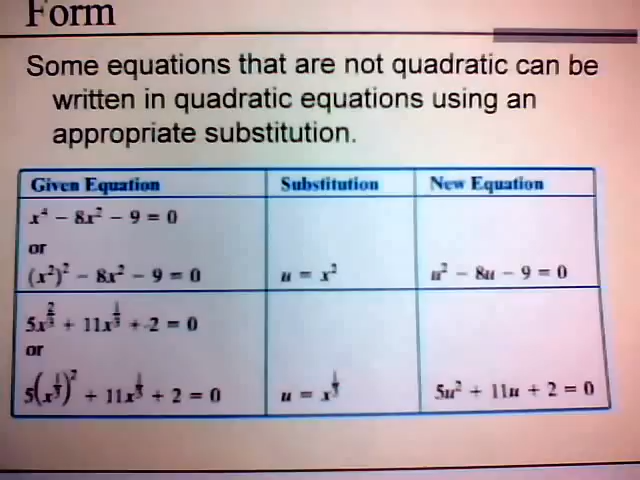 Form
Some equations that are not quadratic can be
written in quadratic equations using an
appropriate substitution.
Given Equation Substitution New Equation
x⁴ − 8x² − 9 = 0
or
(x²)² − 8x² − 9 = 0 u = x² u² − 8u − 9 = 0
5x^(2/3) + 11x^(1/3) + 2 = 0
or
5(x^(1/3))² + 11x^(1/3) + 2 = 0 u = x^(1/3) 5u² + 11u + 2 = 0